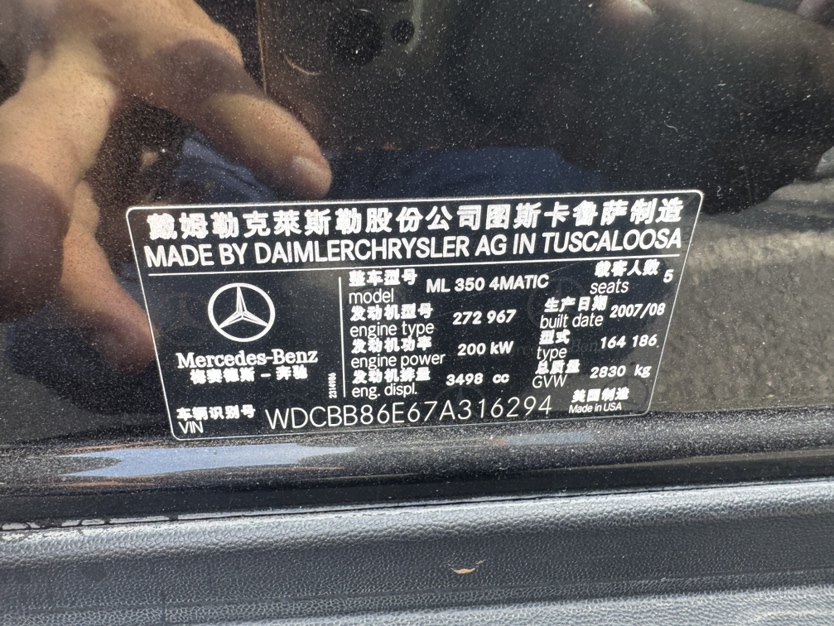 戴姆勒克莱斯勒股份公司图斯卡鲁萨制造
MADE BY DAIMLERCHRYSLER AG IN TUSCALOOSA
整车型号 ML 350 4MATIC 载客人数 5
model seats
发动机型号 272 967 生产日期 2007/08
engine type built date
发动机功率 200 kW 型式 164 186
engine power type
发动机排量 3498 cc 总质量 2830 kg
eng. displ. GVW
Mercedes-Benz
梅赛德斯-奔驰
2314986
车辆识别号 WDCBB86E67A316294 美国制造
VIN Made in USA